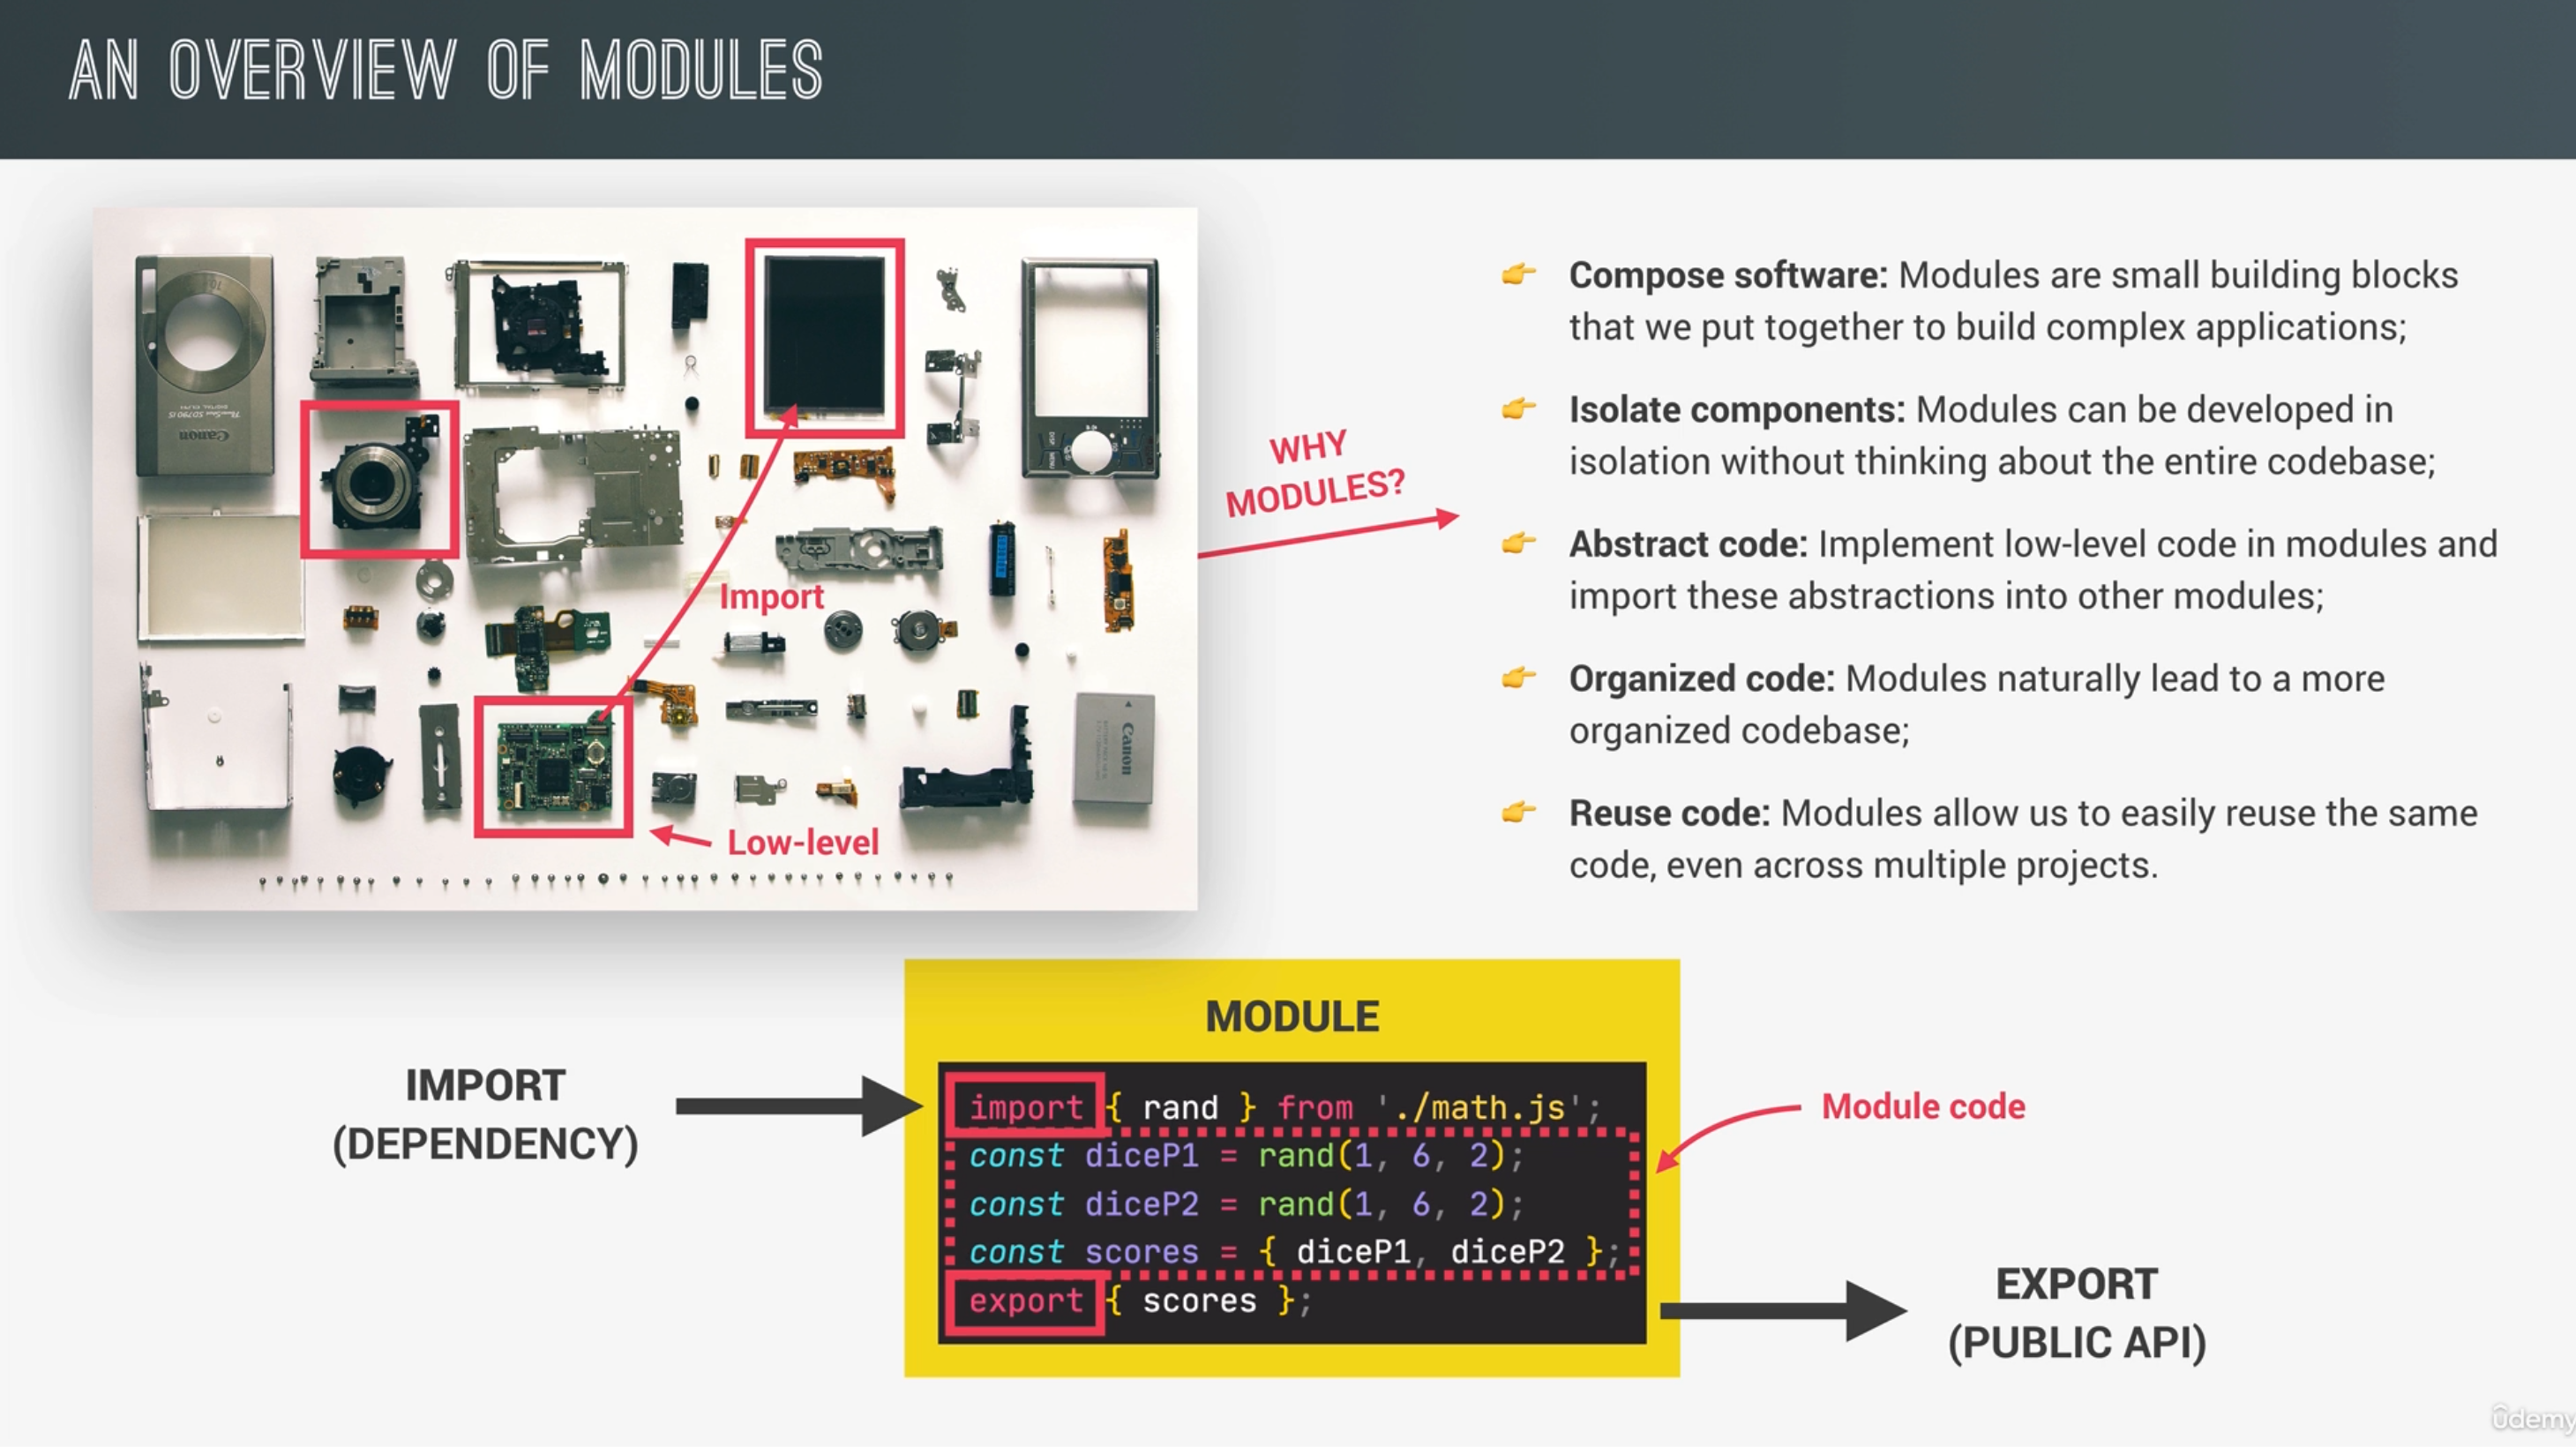 AN OVERVIEW OF MODULES
Canon
Import
Low-level
Canon
WHY
MODULES?
👉 Compose software: Modules are small building blocks
that we put together to build complex applications;
👉 Isolate components: Modules can be developed in
isolation without thinking about the entire codebase;
👉 Abstract code: Implement low-level code in modules and
import these abstractions into other modules;
👉 Organized code: Modules naturally lead to a more
organized codebase;
👉 Reuse code: Modules allow us to easily reuse the same
code, even across multiple projects.
IMPORT
(DEPENDENCY)
MODULE
import { rand } from './math.js';
const diceP1 = rand(1, 6, 2);
const diceP2 = rand(1, 6, 2);
const scores = { diceP1, diceP2 };
export { scores };
Module code
EXPORT
(PUBLIC API)
ûdemy